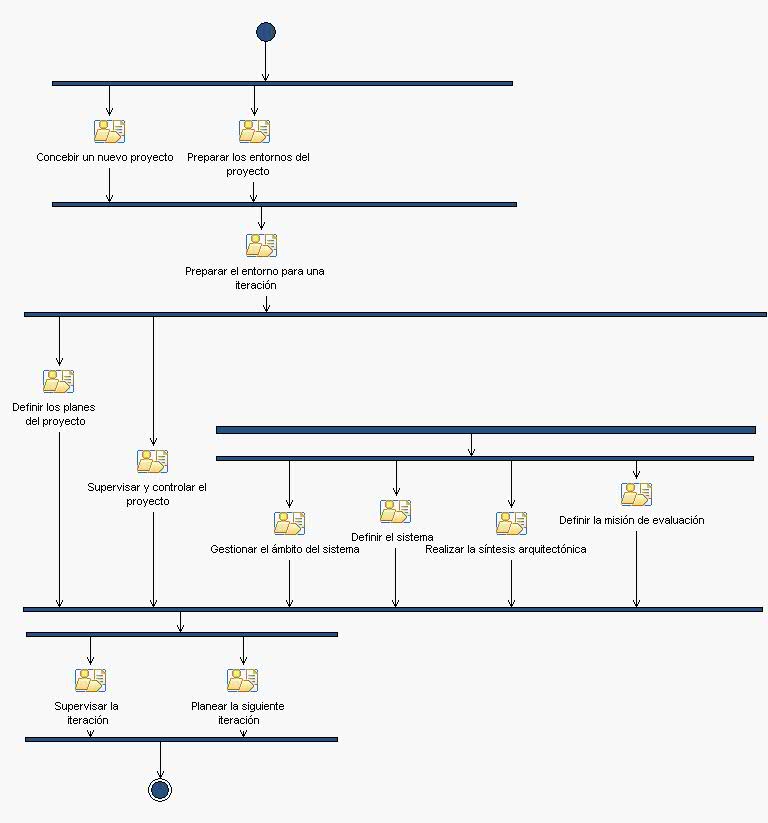 Concebir un nuevo proyecto
Preparar los entornos del
proyecto
Preparar el entorno para una
iteración
Definir los planes
del proyecto
Supervisar y controlar el
proyecto
Gestionar el ámbito del sistema
Definir el sistema
Realizar la síntesis arquitectónica
Definir la misión de evaluación
Supervisar la
iteración
Planear la siguiente
iteración